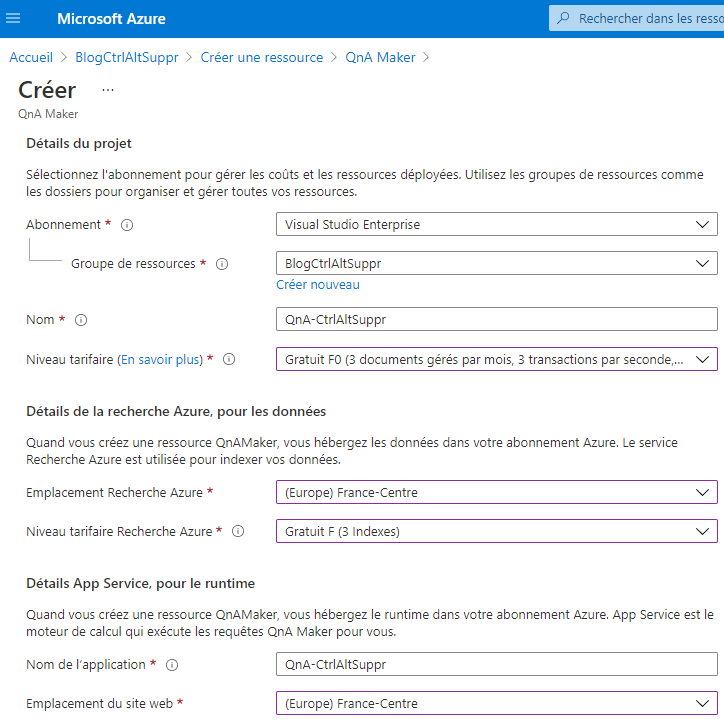 Microsoft Azure
Rechercher dans les resso
Accueil > BlogCtrlAltSuppr > Créer une ressource > QnA Maker >
Créer ...
QnA Maker
Détails du projet
Sélectionnez l'abonnement pour gérer les coûts et les ressources déployées. Utilisez les groupes de ressources comme
les dossiers pour organiser et gérer toutes vos ressources.
Abonnement *
Visual Studio Enterprise
Groupe de ressources *
BlogCtrlAltSuppr
Créer nouveau
Nom *
QnA-CtrlAltSuppr
Niveau tarifaire (En savoir plus) *
Gratuit F0 (3 documents gérés par mois, 3 transactions par seconde,...
Détails de la recherche Azure, pour les données
Quand vous créez une ressource QnAMaker, vous hébergez les données dans votre abonnement Azure. Le service
Recherche Azure est utilisée pour indexer vos données.
Emplacement Recherche Azure *
(Europe) France-Centre
Niveau tarifaire Recherche Azure *
Gratuit F (3 Indexes)
Détails App Service, pour le runtime
Quand vous créez une ressource QnAMaker, vous hébergez le runtime dans votre abonnement Azure. App Service est le
moteur de calcul qui exécute les requêtes QnA Maker pour vous.
Nom de l'application *
QnA-CtrlAltSuppr
Emplacement du site web *
(Europe) France-Centre